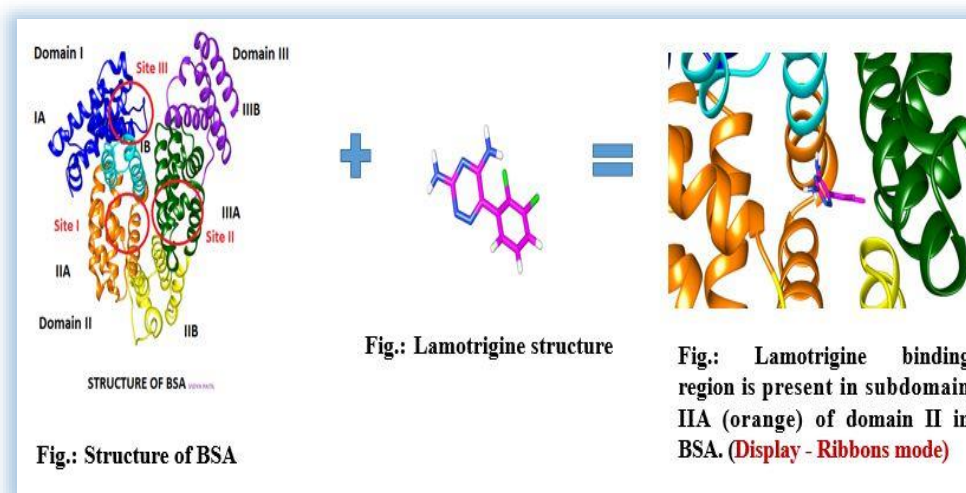 Domain I
Site III
Domain III
IA
IB
IIIB
Site I
IIIA
Site II
IIA
Domain II
IIB
STRUCTURE OF BSA
Fig.: Structure of BSA
Fig.: Lamotrigine structure
Fig.: Lamotrigine binding
region is present in subdomain
IIA (orange) of domain II in
BSA. (Display - Ribbons mode)